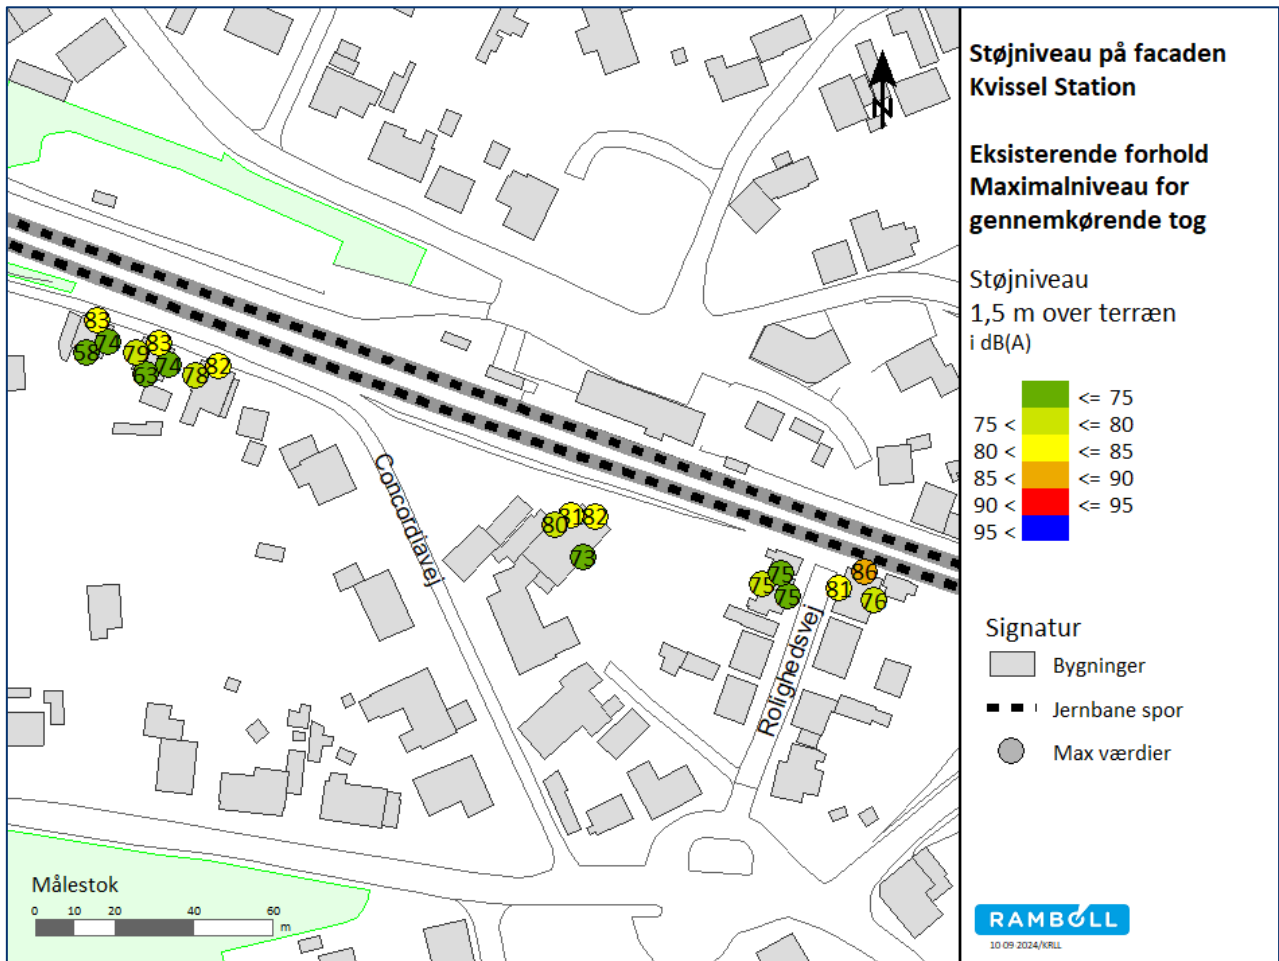 Støjniveau på facaden
Kvissel Station
Eksisterende forhold
Maximalniveau for
gennemkørende tog
Støjniveau
1,5 m over terræn
i dB(A)
<= 75
75 < <= 80
80 < <= 85
85 < <= 90
90 < <= 95
95 <
Signatur
Bygninger
Jernbane spor
Max værdier
RAMBOLL
10 09 2024/KRLL
N
83
74
58
79
83
63
74
78
82
Concordiavej
80
81
82
73
75
75
75
86
81
76
Rolighedsvej
Målestok
0 10 20 40 60
m